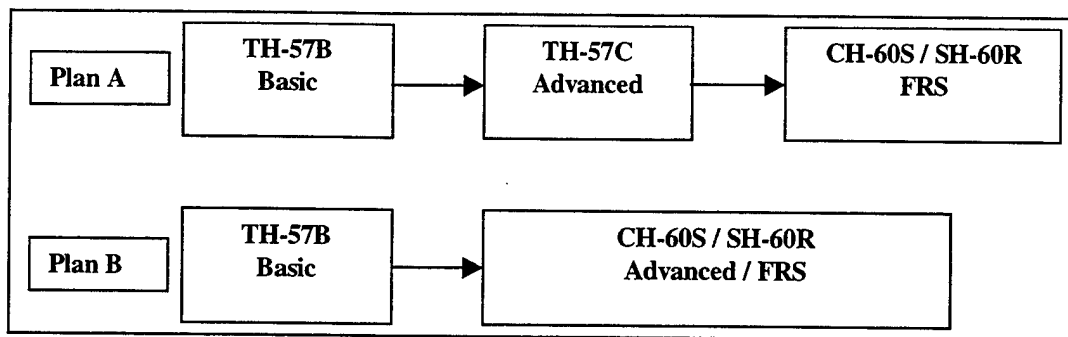 Plan A
TH-57B
Basic
TH-57C
Advanced
CH-60S / SH-60R
FRS
Plan B
TH-57B
Basic
CH-60S / SH-60R
Advanced / FRS